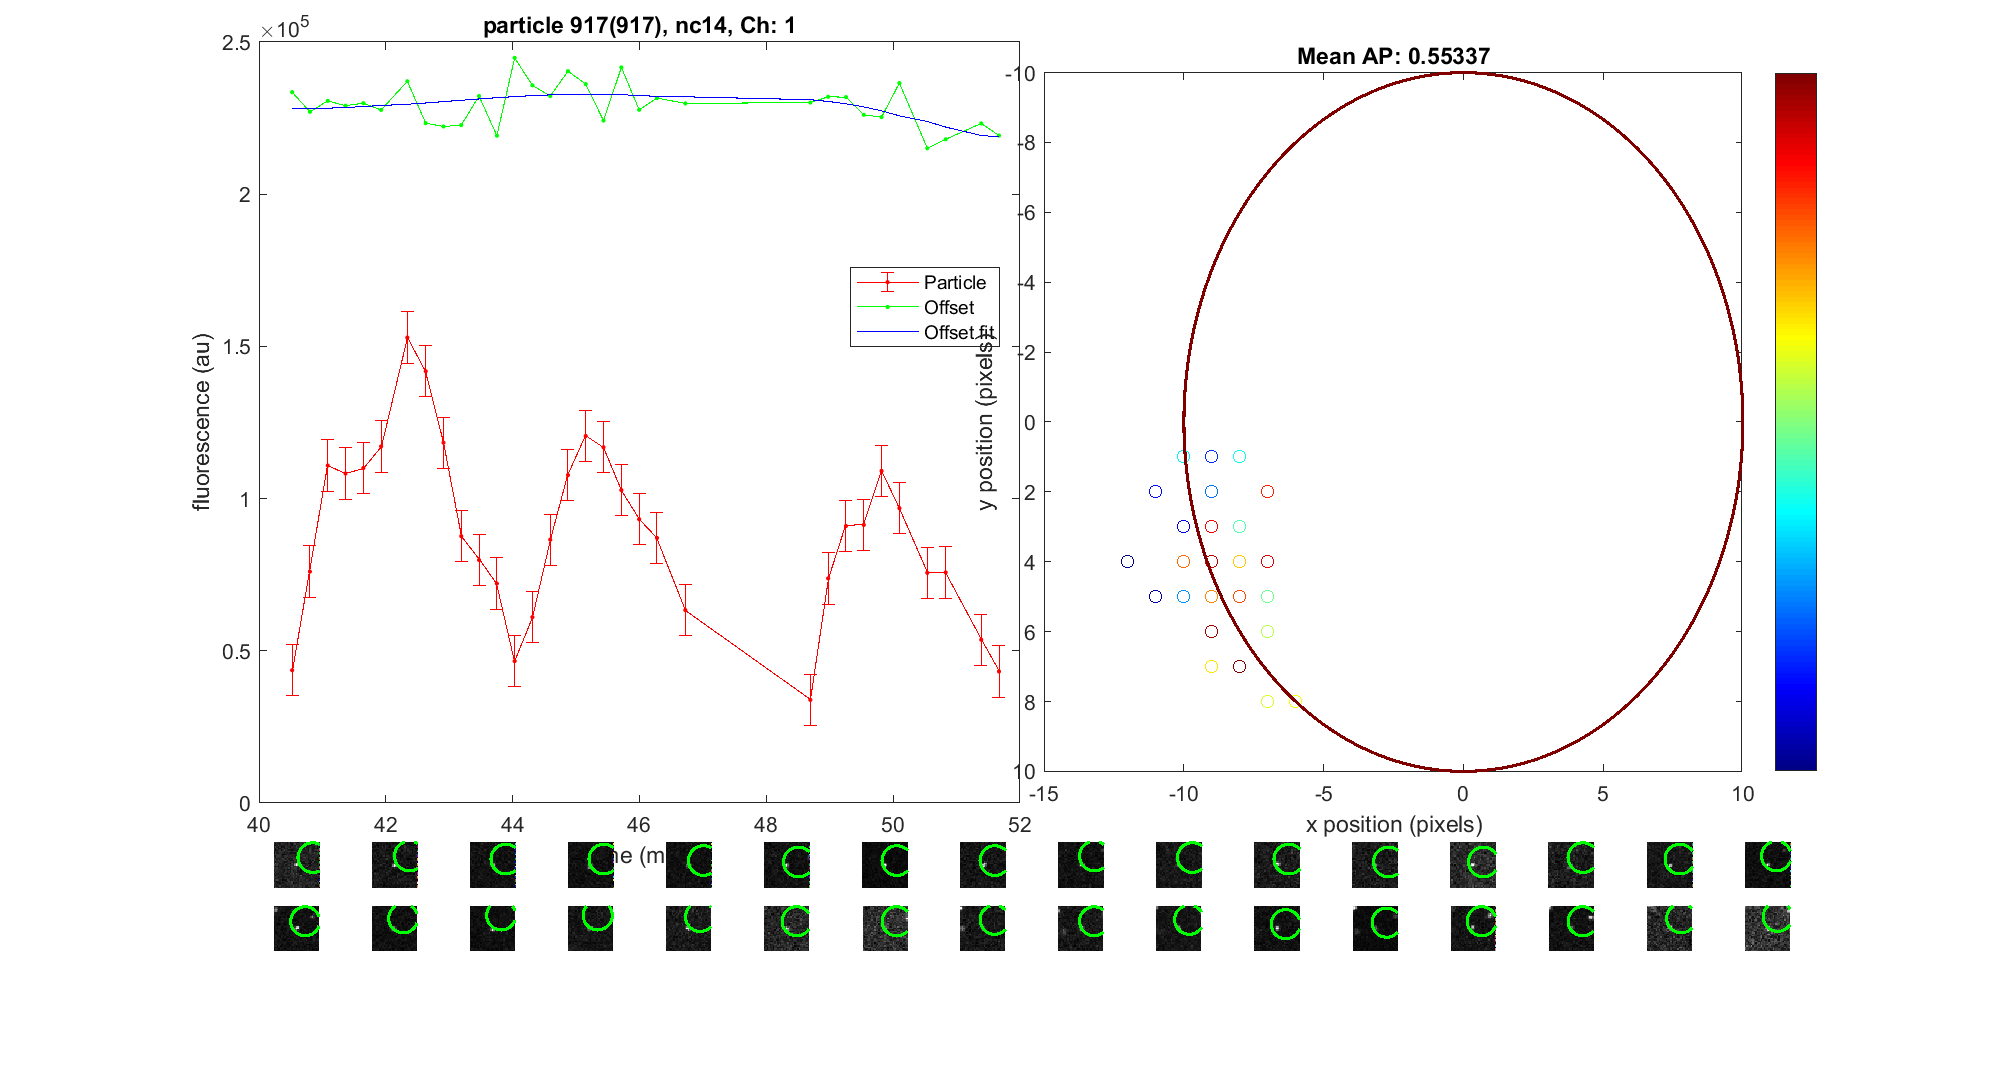 particle 917(917), nc14, Ch: 1
×10^5
2.5
2
1.5
1
0.5
0
fluorescence (au)
40 42 44 46 48 50 52
ne (m
Particle
Offset
Offset fit
Mean AP: 0.55337
-10
-8
-6
-4
-2
0
2
4
6
8
10
y position (pixels)
-15 -10 -5 0 5 10
x position (pixels)